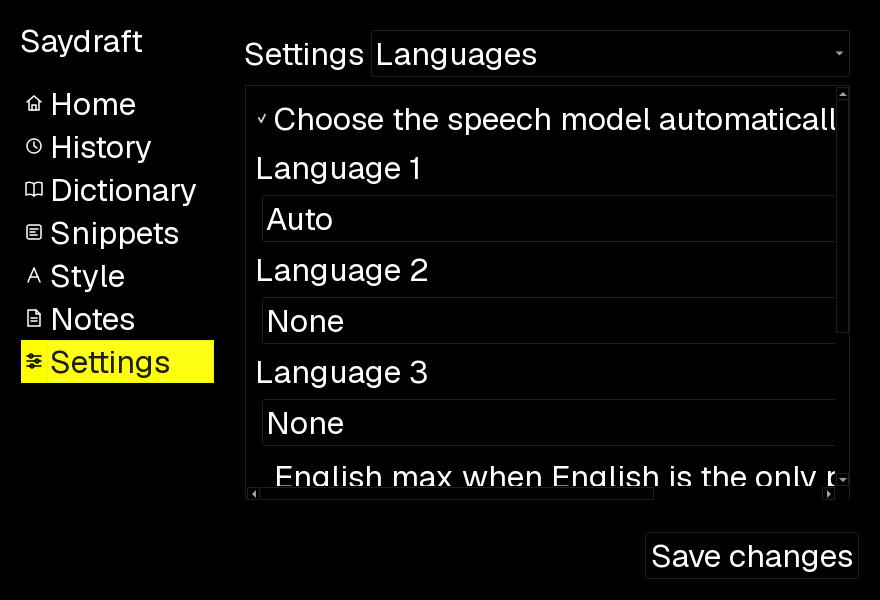 Saydraft
Home
History
Dictionary
Snippets
Style
Notes
Settings
Settings Languages
Choose the speech model automaticall
Language 1
Auto
Language 2
None
Language 3
None
English max when English is the only
Save changes